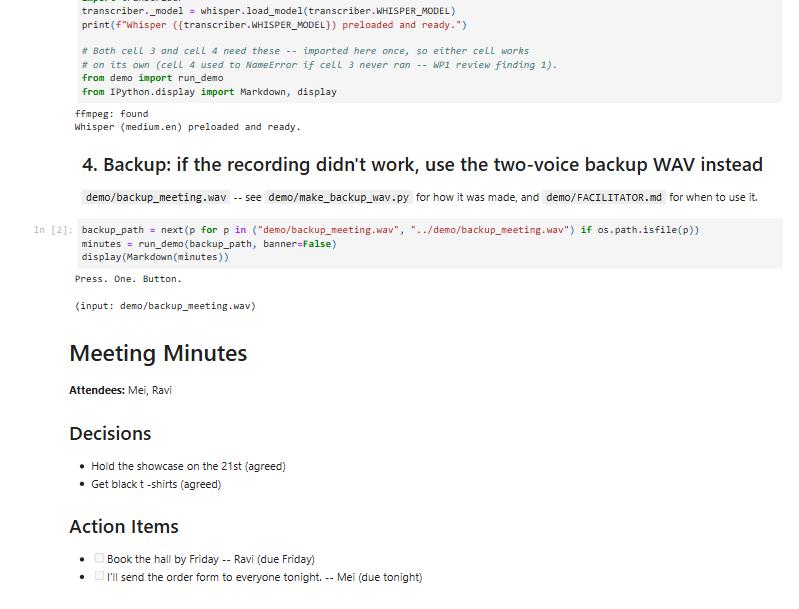 transcriber._model = whisper.load_model(transcriber.WHISPER_MODEL)
print(f"Whisper ({transcriber.WHISPER_MODEL}) preloaded and ready.")
# Both cell 3 and cell 4 need these -- imported here once, so either cell works
# on its own (cell 4 used to NameError if cell 3 never ran -- WP1 review finding 1).
from demo import run_demo
from IPython.display import Markdown, display
ffmpeg: found
Whisper (medium.en) preloaded and ready.
4. Backup: if the recording didn't work, use the two-voice backup WAV instead
demo/backup_meeting.wav -- see demo/make_backup_wav.py for how it was made, and demo/FACILITATOR.md for when to use it.
In [2]: backup_path = next(p for p in ("demo/backup_meeting.wav", "../demo/backup_meeting.wav") if os.path.isfile(p))
minutes = run_demo(backup_path, banner=False)
display(Markdown(minutes))
Press. One. Button.
(input: demo/backup_meeting.wav)
Meeting Minutes
Attendees: Mei, Ravi
Decisions
• Hold the showcase on the 21st (agreed)
• Get black t -shirts (agreed)
Action Items
• Book the hall by Friday -- Ravi (due Friday)
• I'll send the order form to everyone tonight. -- Mei (due tonight)